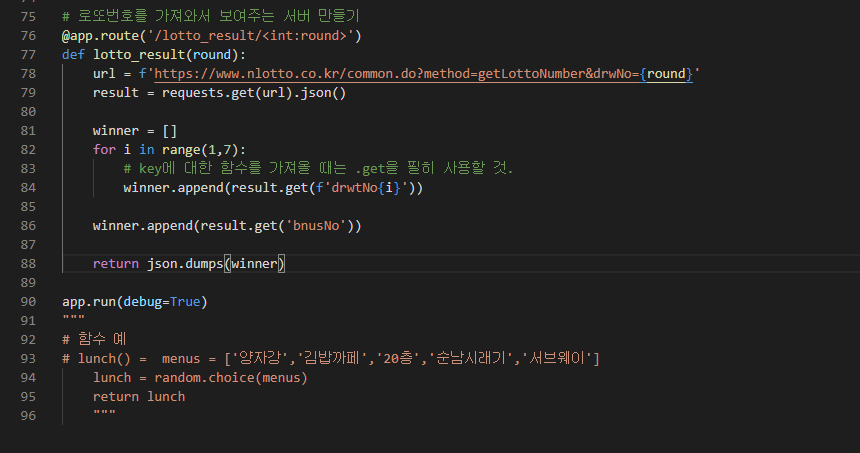 75 # 로또번호를 가져와서 보여주는 서버 만들기
76 @app.route('/lotto_result/<int:round>')
77 def lotto_result(round):
78     url = f'https://www.nlotto.co.kr/common.do?method=getLottoNumber&drwNo={round}'
79     result = requests.get(url).json()
80
81     winner = []
82     for i in range(1,7):
83         # key에 대한 함수를 가져올 때는 .get을 필히 사용할 것.
84         winner.append(result.get(f'drwtNo{i}'))
85
86     winner.append(result.get('bnusNo'))
87
88     return json.dumps(winner)
89
90 app.run(debug=True)
91 """
92 # 함수 예
93 # lunch() =  menus = ['양자강','김밥까페','20층','순남시래기','서브웨이']
94     lunch = random.choice(menus)
95     return lunch
96     """